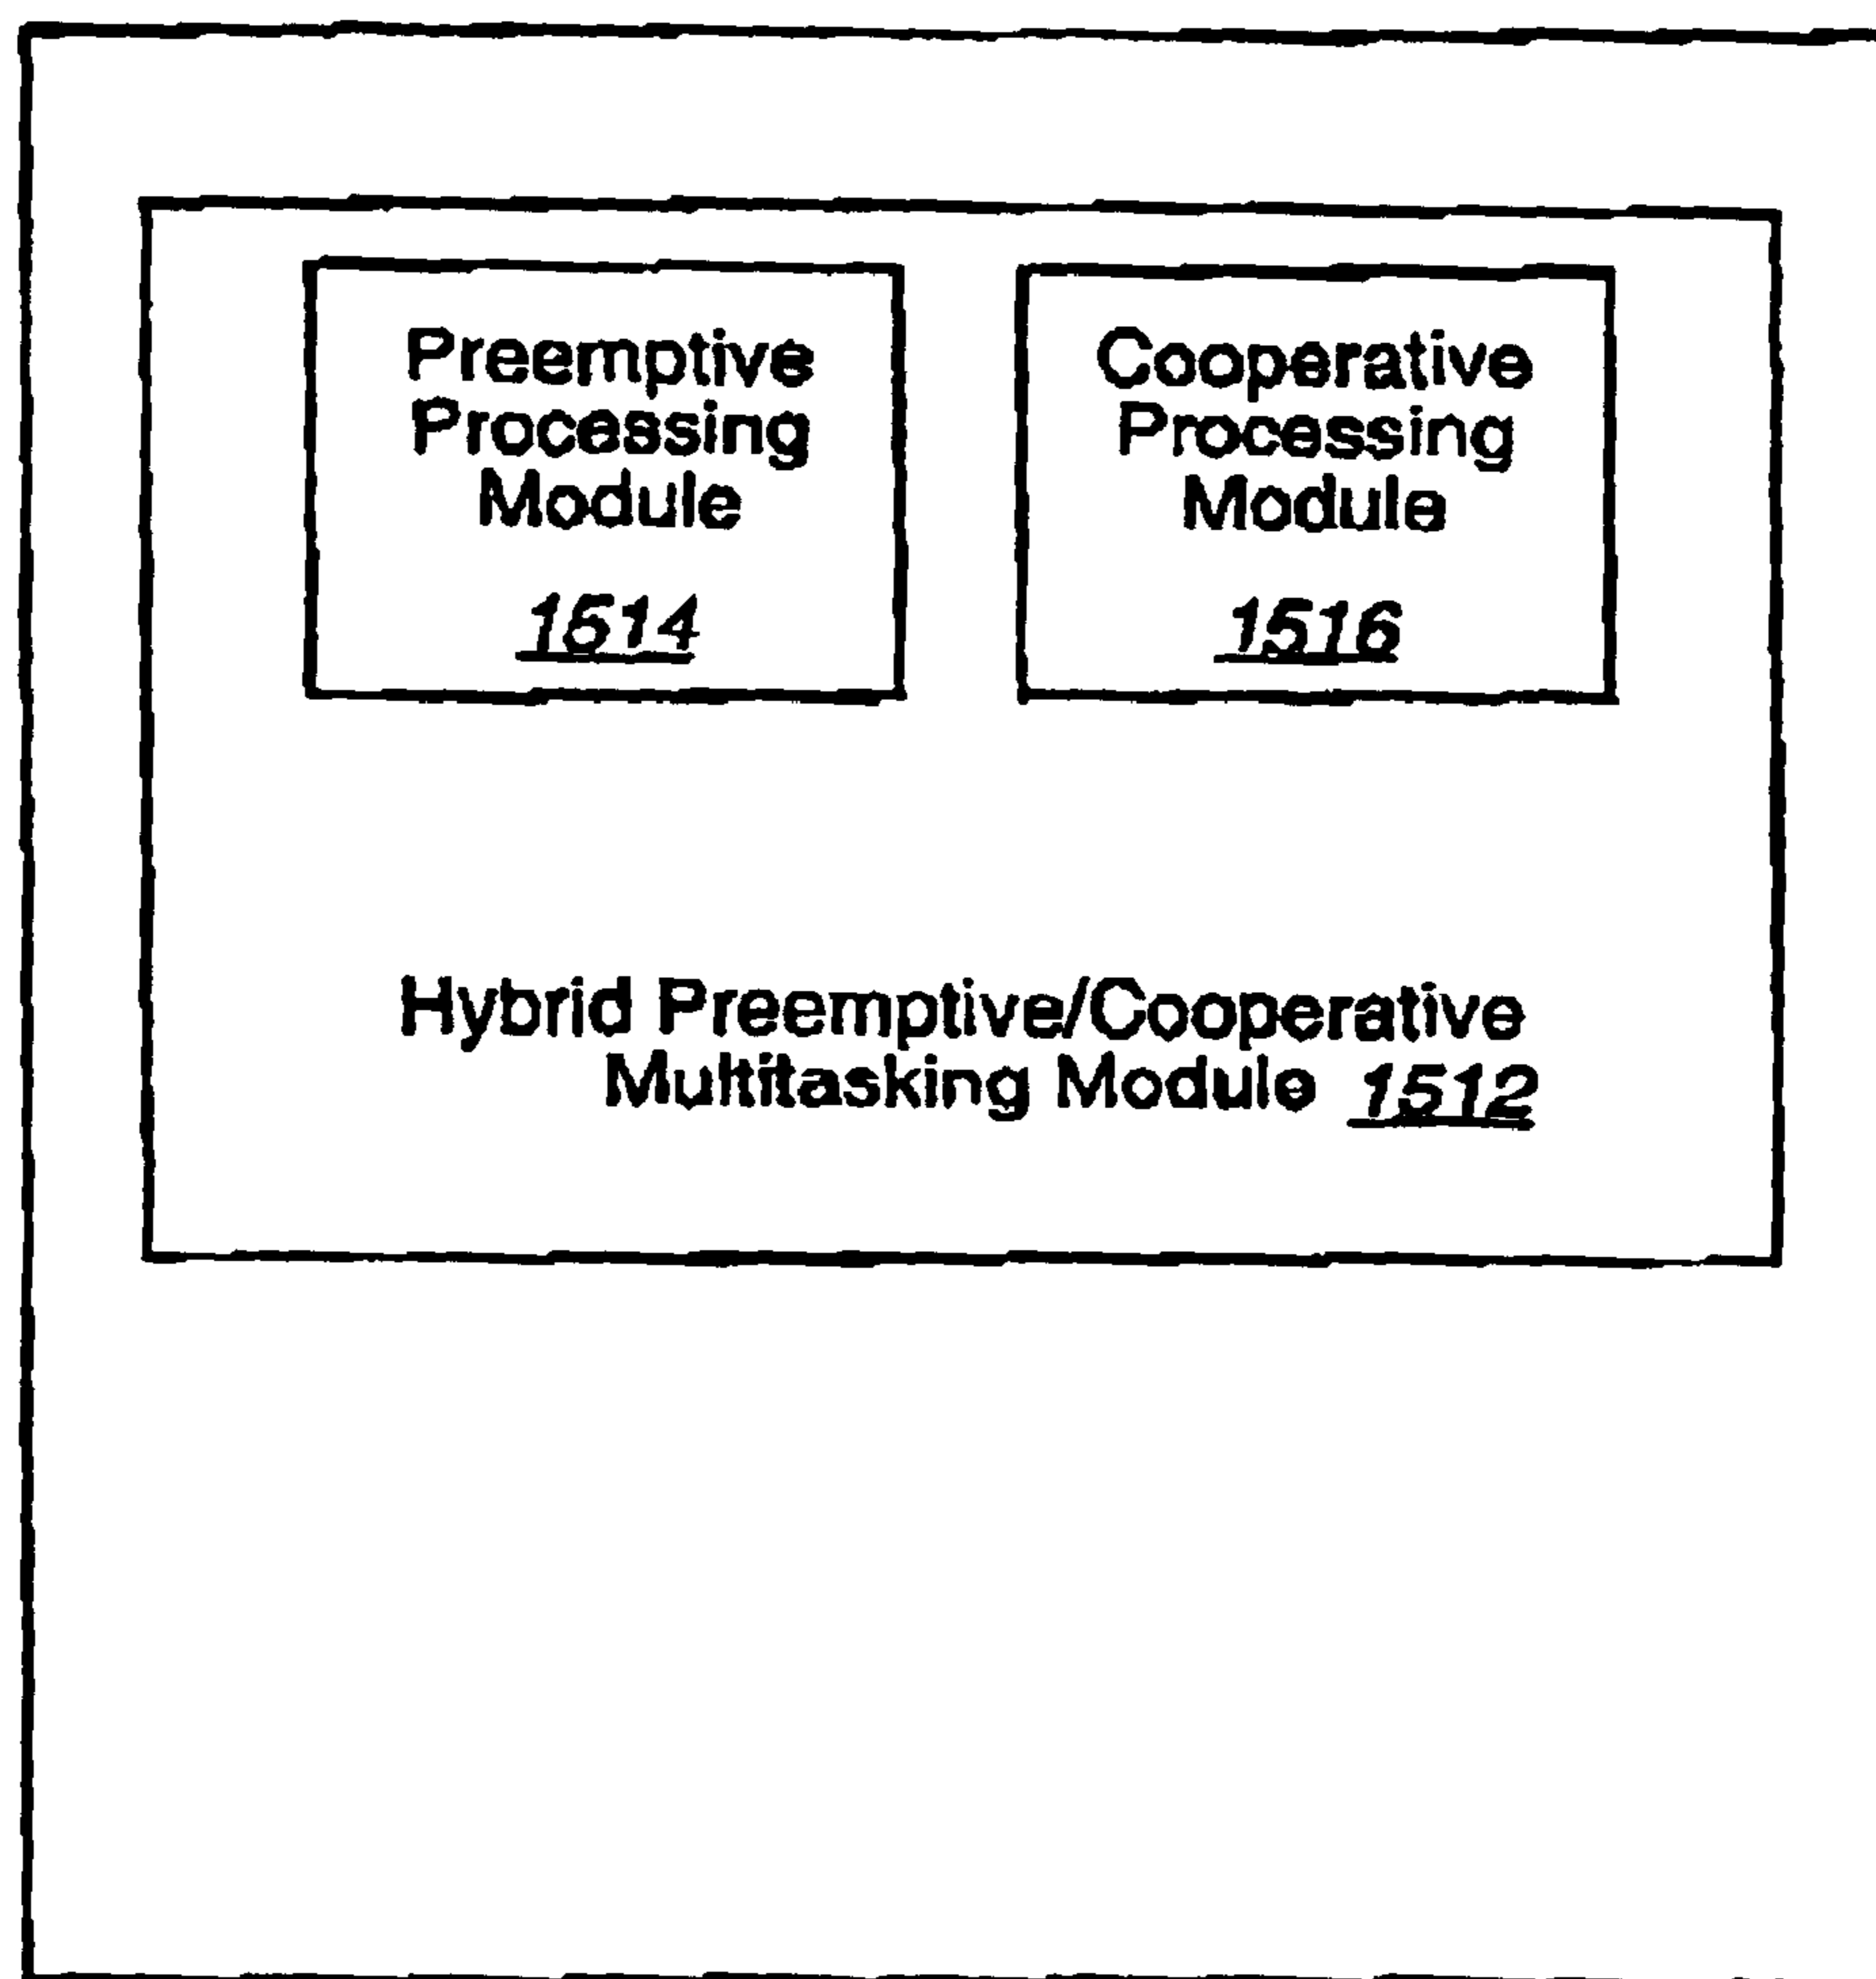 Preemptive
Processing
Module
1514
Cooperative
Processing
Module
1516
Hybrid Preemptive/Cooperative
Multitasking Module 1512